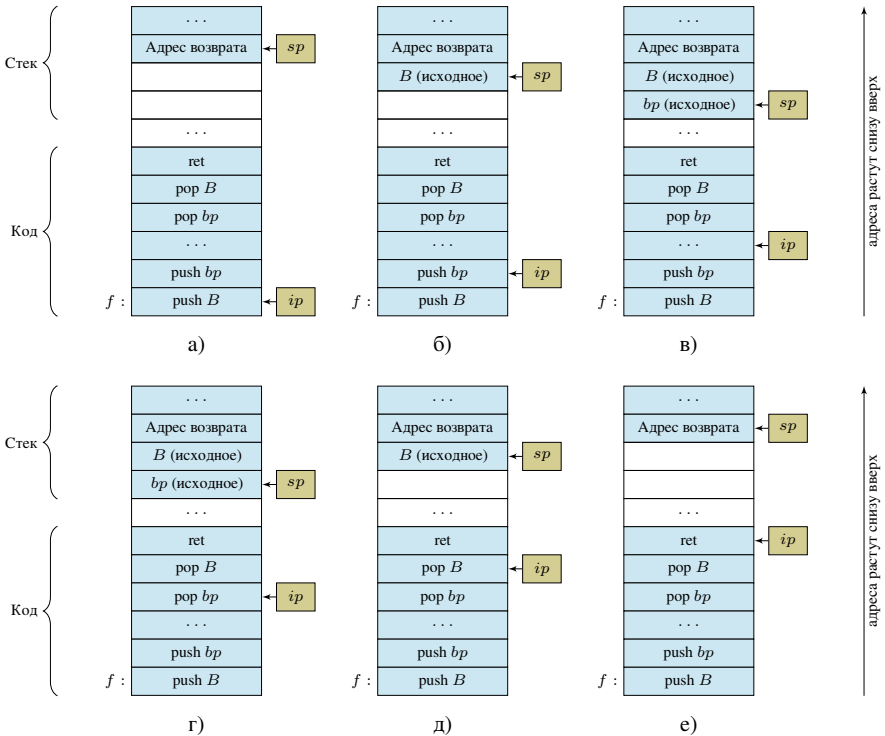 Стек
Код
. . .
Адрес возврата
sp
. . .
ret
pop B
pop bp
. . .
push bp
f : push B
ip
а)
. . .
Адрес возврата
B (исходное)
sp
. . .
ret
pop B
pop bp
. . .
push bp
ip
f : push B
б)
. . .
Адрес возврата
B (исходное)
bp (исходное)
sp
. . .
ret
pop B
pop bp
. . .
ip
push bp
f : push B
в)
адреса растут снизу вверх
Стек
Код
. . .
Адрес возврата
B (исходное)
bp (исходное)
sp
. . .
ret
pop B
pop bp
ip
. . .
push bp
f : push B
г)
. . .
Адрес возврата
B (исходное)
sp
. . .
ret
pop B
ip
pop bp
. . .
push bp
f : push B
д)
. . .
Адрес возврата
sp
. . .
ret
ip
pop B
pop bp
. . .
push bp
f : push B
е)
адреса растут снизу вверх